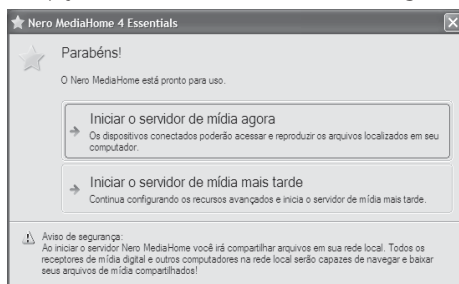 Nero MediaHome 4 Essentials
Parabéns!
O Nero MediaHome está pronto para uso.
Iniciar o servidor de mídia agora
Os dispositivos conectados poderão acessar e reproduzir os arquivos localizados em seu
computador.
Iniciar o servidor de mídia mais tarde
Continua configurando os recursos avançados e inicia o servidor de mídia mais tarde.
Aviso de segurança:
Ao iniciar o servidor Nero MediaHome você irá compartilhar arquivos em sua rede local. Todos os
receptores de mídia digital e outros computadores na rede local serão capazes de navegar e baixar
seus arquivos de mídia compartilhados!